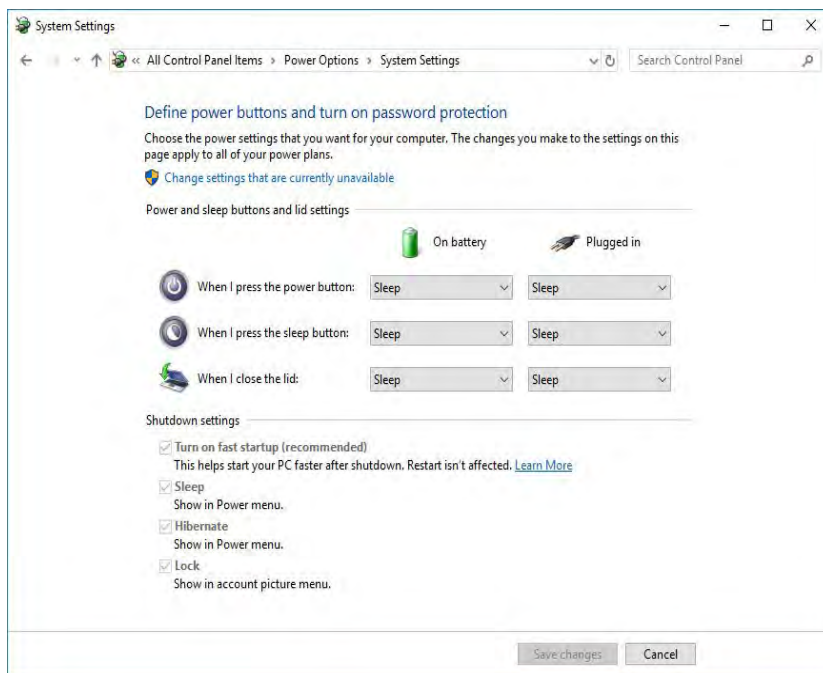 System Settings
« All Control Panel Items › Power Options › System Settings
Search Control Panel
Define power buttons and turn on password protection
Choose the power settings that you want for your computer. The changes you make to the settings on this
page apply to all of your power plans.
Change settings that are currently unavailable
Power and sleep buttons and lid settings
On battery Plugged in
When I press the power button: Sleep Sleep
When I press the sleep button: Sleep Sleep
When I close the lid: Sleep Sleep
Shutdown settings
Turn on fast startup (recommended)
This helps start your PC faster after shutdown. Restart isn't affected. Learn More
Sleep
Show in Power menu.
Hibernate
Show in Power menu.
Lock
Show in account picture menu.
Save changes Cancel